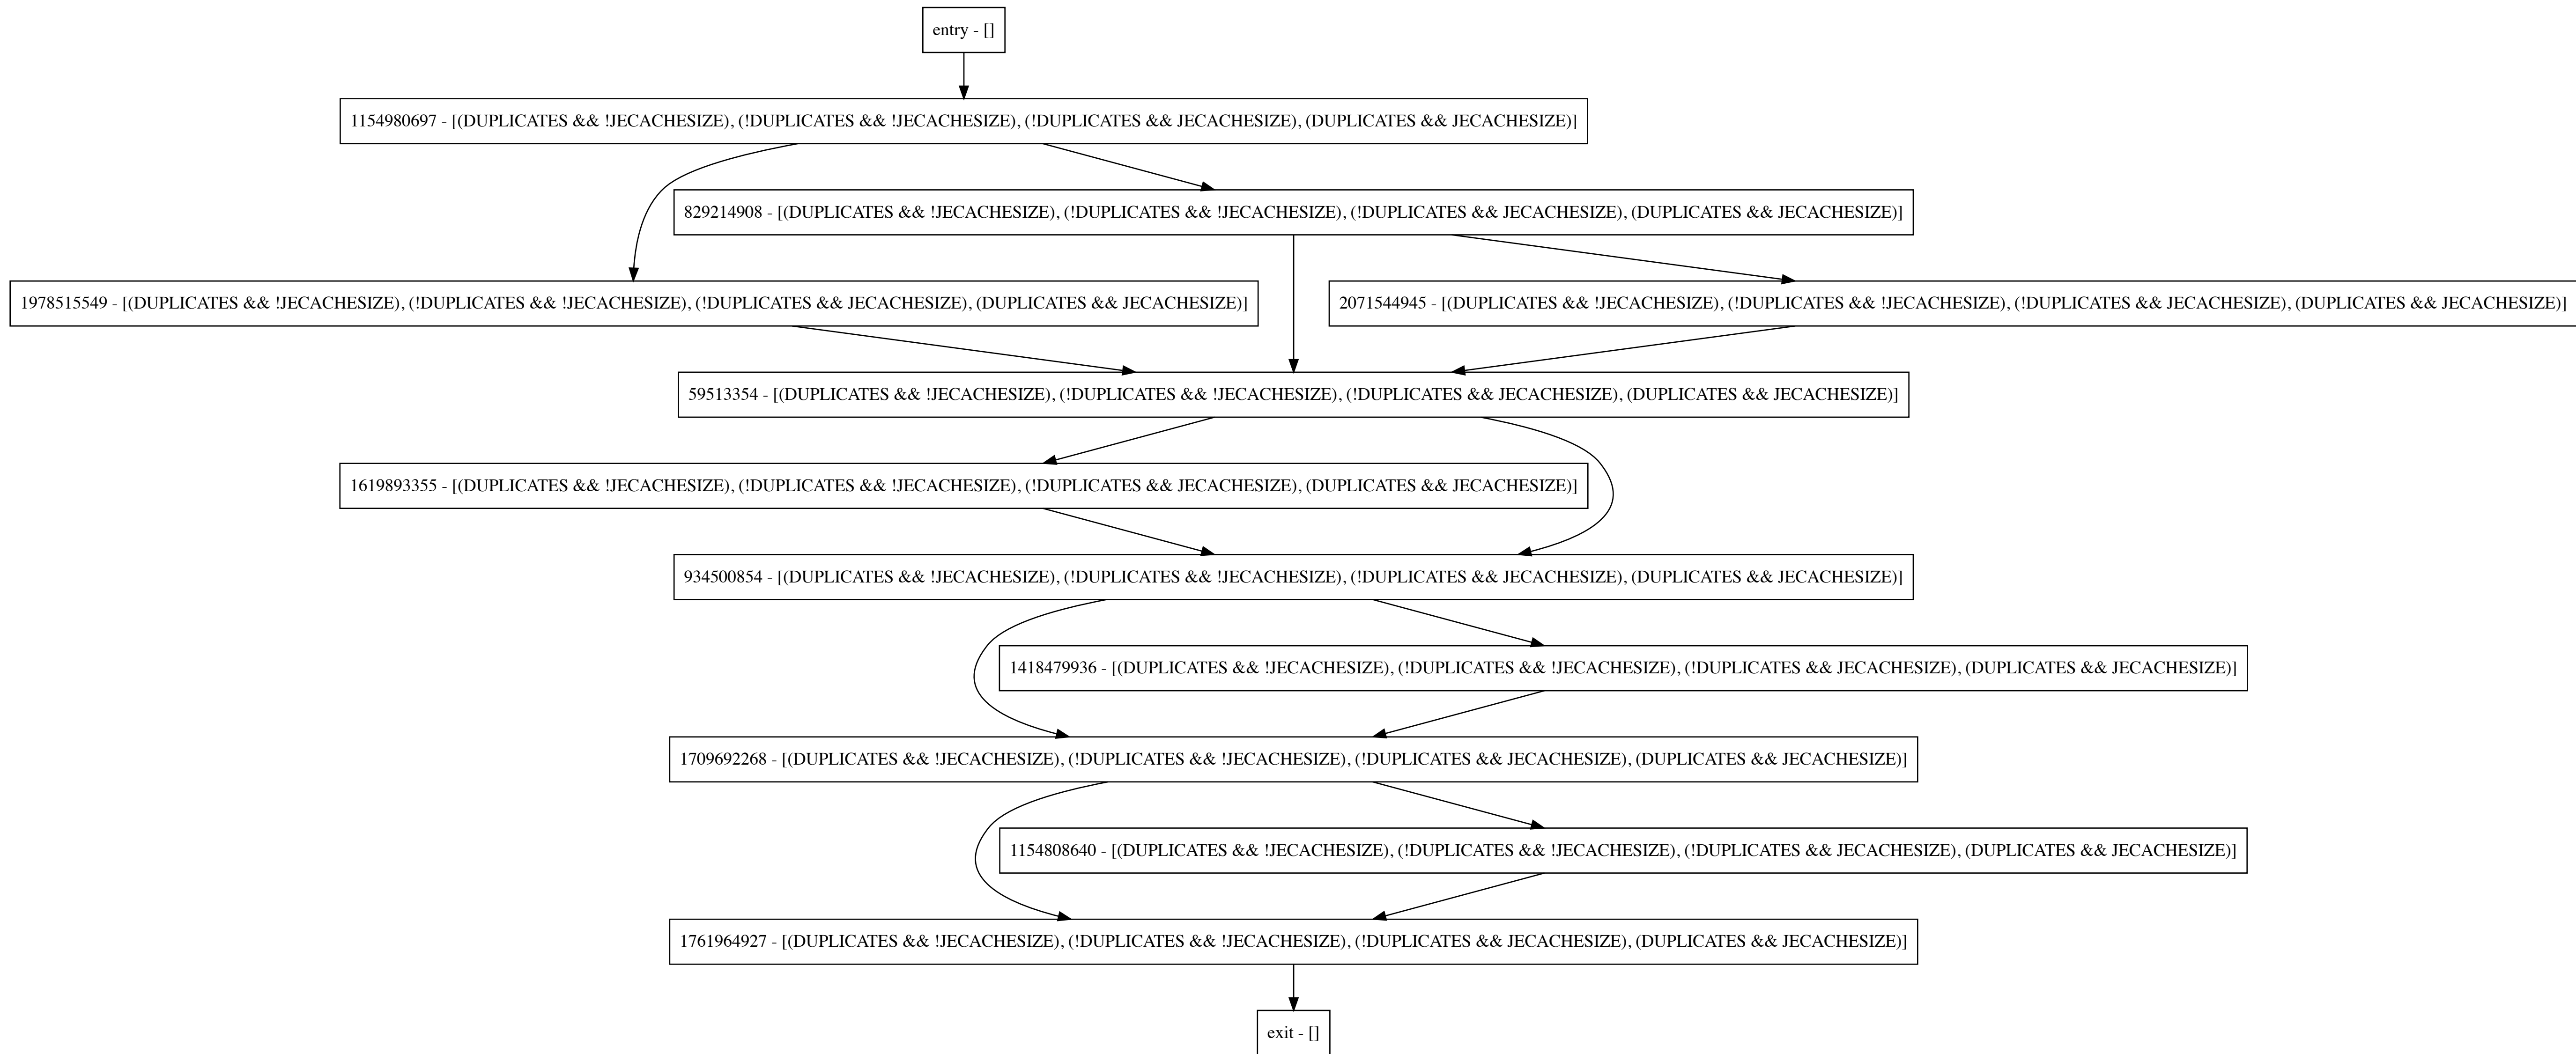 entry - []
1154980697 - [(DUPLICATES && !JECACHESIZE), (!DUPLICATES && !JECACHESIZE), (!DUPLICATES && JECACHESIZE), (DUPLICATES && JECACHESIZE)]
829214908 - [(DUPLICATES && !JECACHESIZE), (!DUPLICATES && !JECACHESIZE), (!DUPLICATES && JECACHESIZE), (DUPLICATES && JECACHESIZE)]
1978515549 - [(DUPLICATES && !JECACHESIZE), (!DUPLICATES && !JECACHESIZE), (!DUPLICATES && JECACHESIZE), (DUPLICATES && JECACHESIZE)]
2071544945 - [(DUPLICATES && !JECACHESIZE), (!DUPLICATES && !JECACHESIZE), (!DUPLICATES && JECACHESIZE), (DUPLICATES && JECACHESIZE)]
59513354 - [(DUPLICATES && !JECACHESIZE), (!DUPLICATES && !JECACHESIZE), (!DUPLICATES && JECACHESIZE), (DUPLICATES && JECACHESIZE)]
1619893355 - [(DUPLICATES && !JECACHESIZE), (!DUPLICATES && !JECACHESIZE), (!DUPLICATES && JECACHESIZE), (DUPLICATES && JECACHESIZE)]
934500854 - [(DUPLICATES && !JECACHESIZE), (!DUPLICATES && !JECACHESIZE), (!DUPLICATES && JECACHESIZE), (DUPLICATES && JECACHESIZE)]
1418479936 - [(DUPLICATES && !JECACHESIZE), (!DUPLICATES && !JECACHESIZE), (!DUPLICATES && JECACHESIZE), (DUPLICATES && JECACHESIZE)]
1709692268 - [(DUPLICATES && !JECACHESIZE), (!DUPLICATES && !JECACHESIZE), (!DUPLICATES && JECACHESIZE), (DUPLICATES && JECACHESIZE)]
1154808640 - [(DUPLICATES && !JECACHESIZE), (!DUPLICATES && !JECACHESIZE), (!DUPLICATES && JECACHESIZE), (DUPLICATES && JECACHESIZE)]
1761964927 - [(DUPLICATES && !JECACHESIZE), (!DUPLICATES && !JECACHESIZE), (!DUPLICATES && JECACHESIZE), (DUPLICATES && JECACHESIZE)]
exit - []